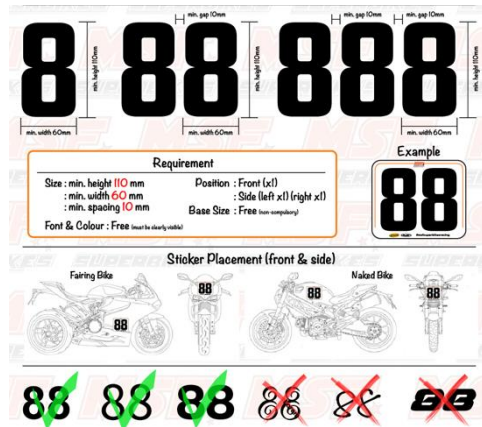 min. gap 10mm
min. gap 10mm
min. gap 10mm
8
88
888
min. height 110mm
min. height 110mm
min. height 110mm
min. width 60mm
min. width 60mm
min. width 60mm
Requirement
Size : min. height 110 mm
: min. width 60 mm
: min. spacing 10 mm
Font & Colour : Free (must be clearly visible)
Position : Front (x1)
: Side (left x1) (right x1)
Base Size : Free (non-compulsory)
Example
88
Sticker Placement (front & side)
Fairing Bike
Naked Bike
88
88
88
88
88
88
88
88
88
88